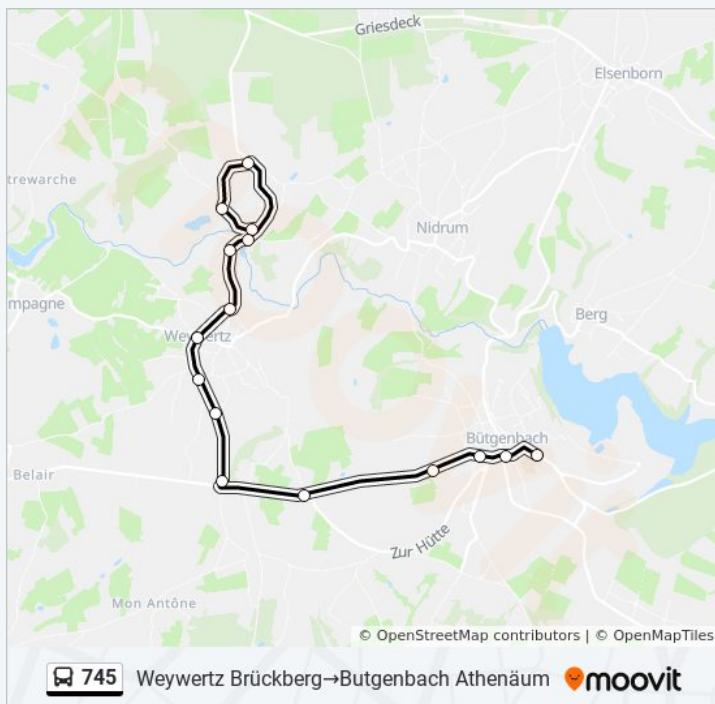 Griesdeck
Elsenborn
trewarche
Nidrum
Berg
mpagne
Weywertz
Bütgenbach
Belair
Zur Hütte
Mon Antône
© OpenStreetMap contributors | © OpenMapTiles
745 Weywertz Brückberg→Butgenbach Athenäum moovit